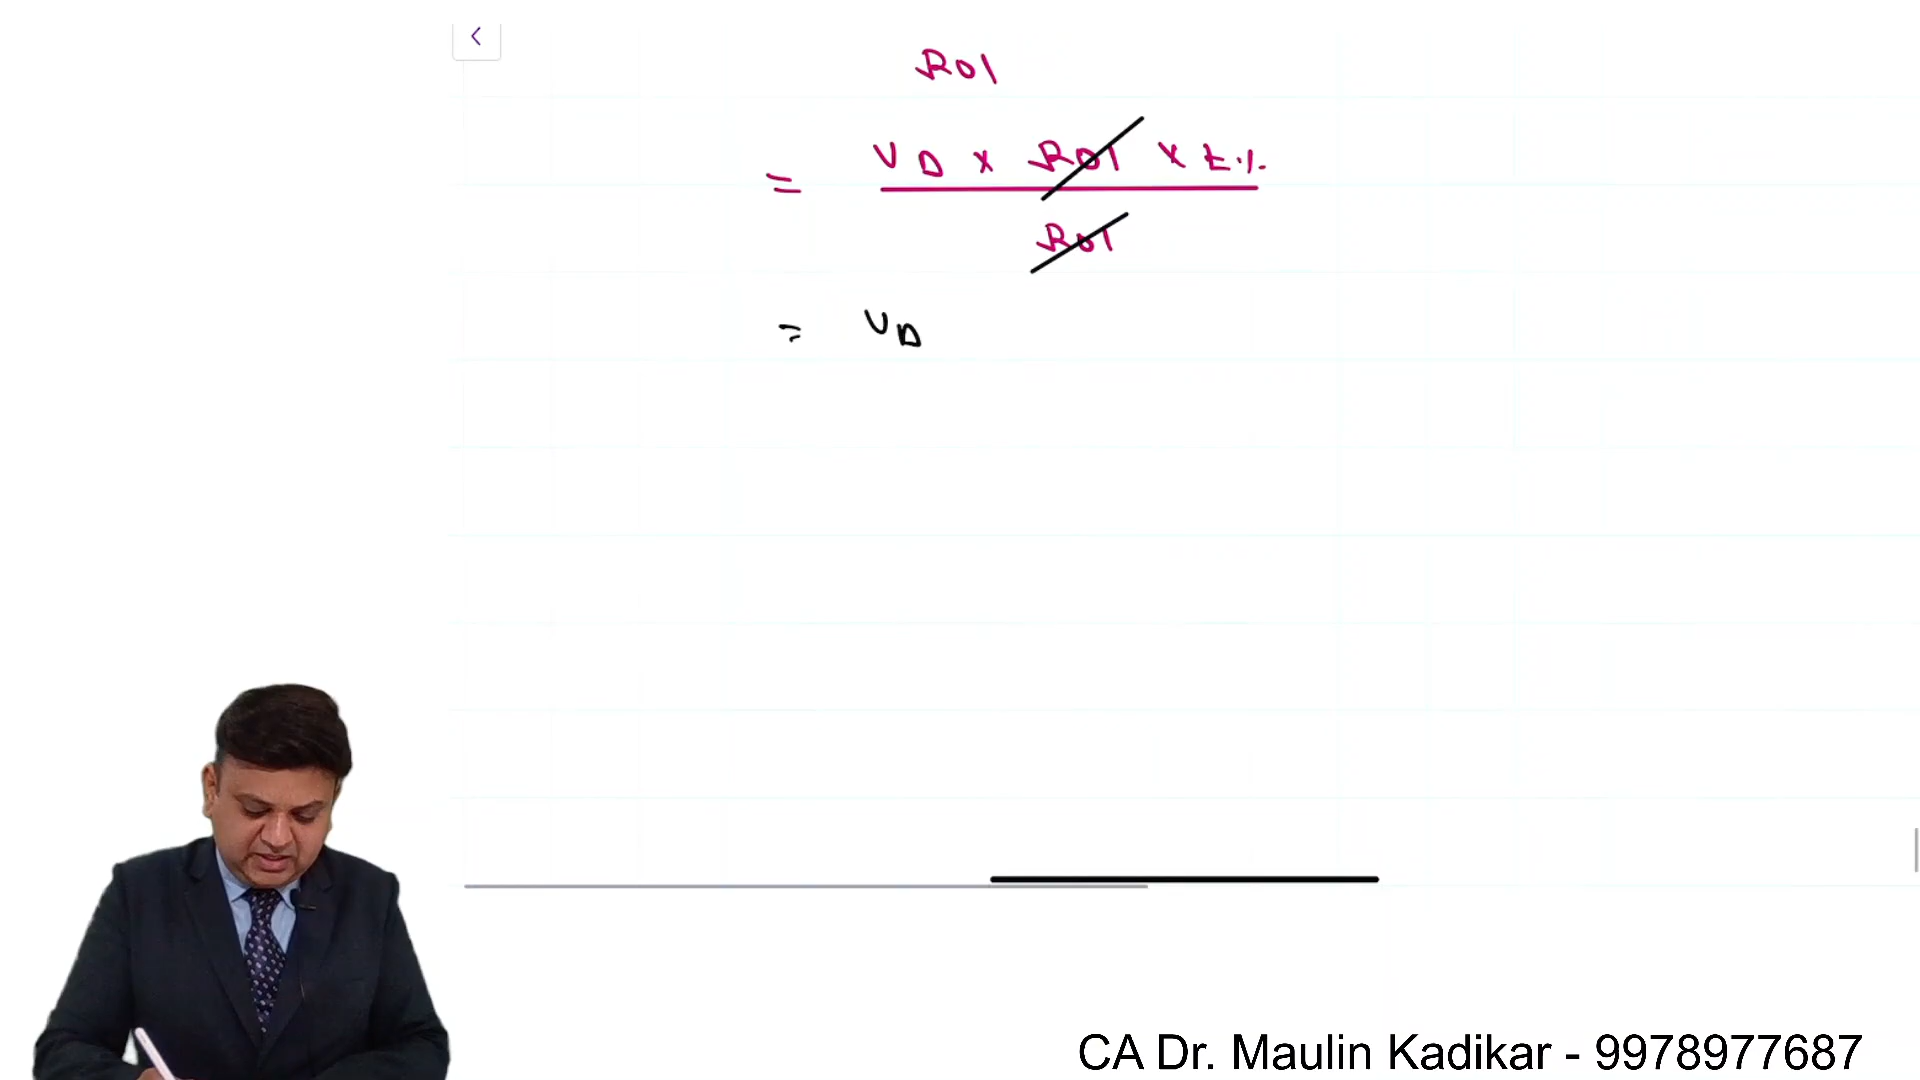 ROI
= VD x ROI x t%
ROI
= VD
CA Dr. Maulin Kadikar - 9978977687